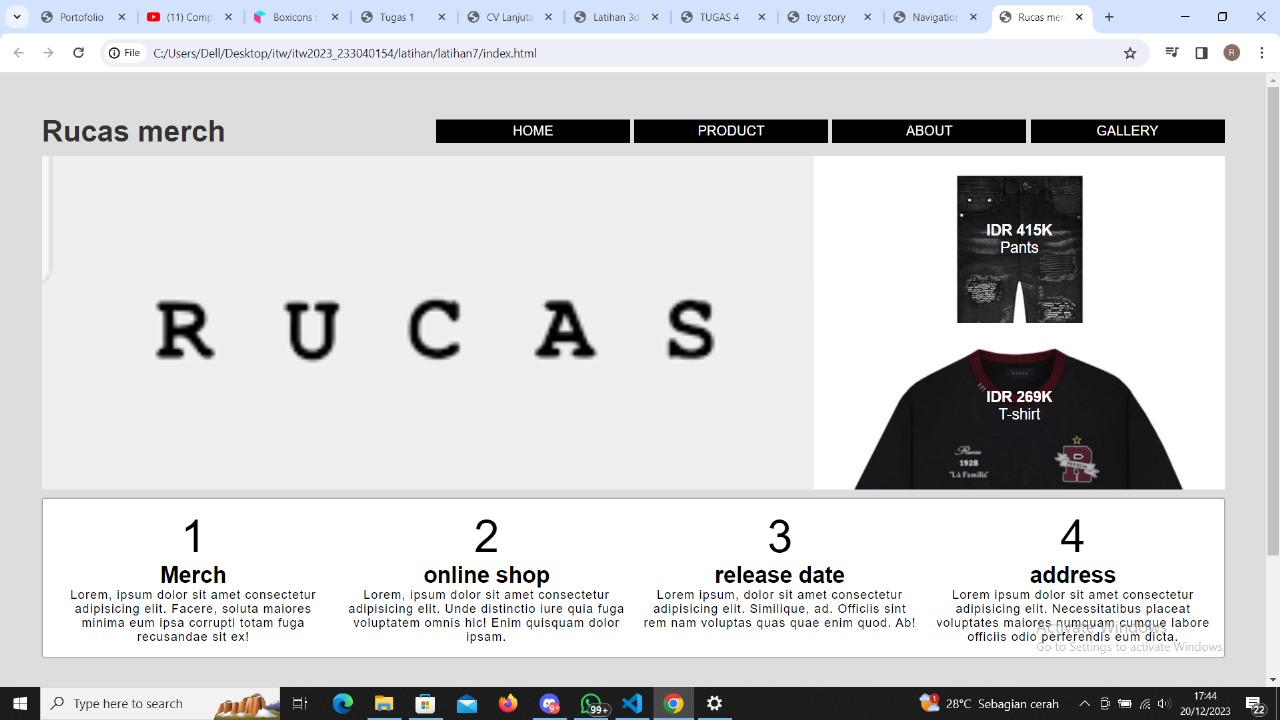 Portofolio
(11) Comp
Boxicons :
Tugas 1
CV Lanjuta
Latihan 3d
TUGAS 4
toy story
Navigation
Rucas mer
File
C:/Users/Dell/Desktop/itw/itw2023_233040154/latihan/latihan7/index.html
R
Rucas merch
HOME
PRODUCT
ABOUT
GALLERY
R U C A S
IDR 415K
Pants
IDR 269K
T-shirt
Rucas
1928
"La Familia"
R
1
Merch
Lorem, ipsum dolor sit amet consectetur
adipisicing elit. Facere, soluta maiores
minima eum ipsa corrupti totam fuga
recusandae sit ex!
2
online shop
Lorem, ipsum dolor sit amet consectetur
adipisicing elit. Unde distinctio iure quia fuga
voluptatem omnis hic! Enim quisquam dolor
ipsam.
3
release date
Lorem ipsum, dolor sit amet consectetur
adipisicing elit. Similique, ad. Officiis sint
rem nam voluptas quas quae enim quod. Ab!
4
address
Lorem ipsum dolor sit amet consectetur
adipisicing elit. Necessitatibus placeat
voluptates maiores numquam cumque labore
officiis odio perferendis eum dicta.
Activate Windows
Go to Settings to activate Windows.
Type here to search
99+
1
28°C Sebagian cerah
17:44
20/12/2023
22